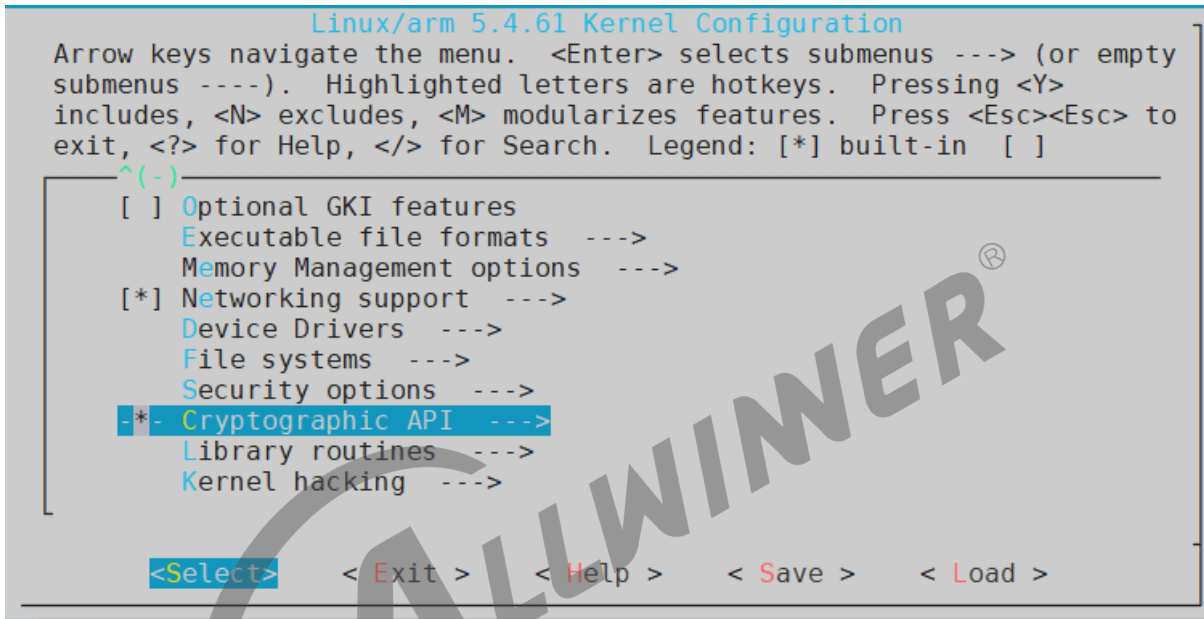 Linux/arm 5.4.61 Kernel Configuration
Arrow keys navigate the menu.  <Enter> selects submenus ---> (or empty
submenus ----).  Highlighted letters are hotkeys.  Pressing <Y>
includes, <N> excludes, <M> modularizes features.  Press <Esc><Esc> to
exit, <?> for Help, </> for Search.  Legend: [*] built-in  [ ]
^(-)
[ ] Optional GKI features
Executable file formats  --->
Memory Management options  --->
[*] Networking support  --->
Device Drivers  --->
File systems  --->
Security options  --->
-*- Cryptographic API  --->
Library routines  --->
Kernel hacking  --->
<Select>    < Exit >    < Help >    < Save >    < Load >
ALLWINNER®